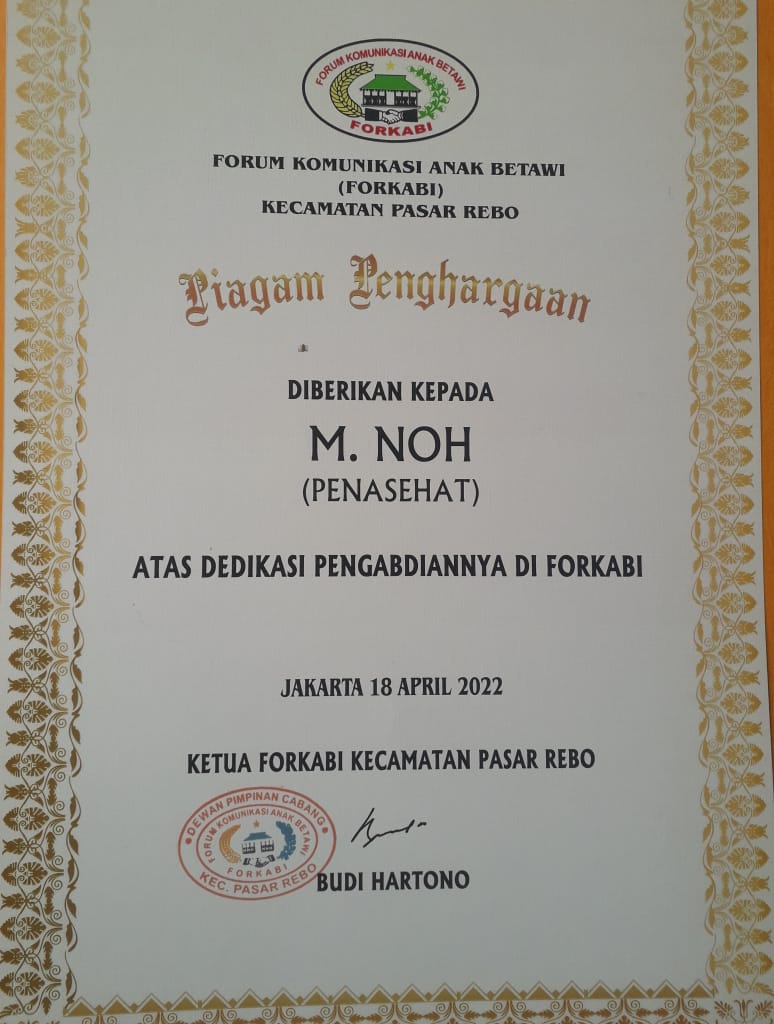 FORUM KOMUNIKASI ANAK BETAWI
FORKABI
FORUM KOMUNIKASI ANAK BETAWI
(FORKABI)
KECAMATAN PASAR REBO
Piagam Penghargaan
DIBERIKAN KEPADA
M. NOH
(PENASEHAT)
ATAS DEDIKASI PENGABDIANNYA DI FORKABI
JAKARTA 18 APRIL 2022
KETUA FORKABI KECAMATAN PASAR REBO
DEWAN PIMPINAN CABANG
FORUM KOMUNIKASI ANAK BETAWI
FORKABI
KEC. PASAR REBO
BUDI HARTONO